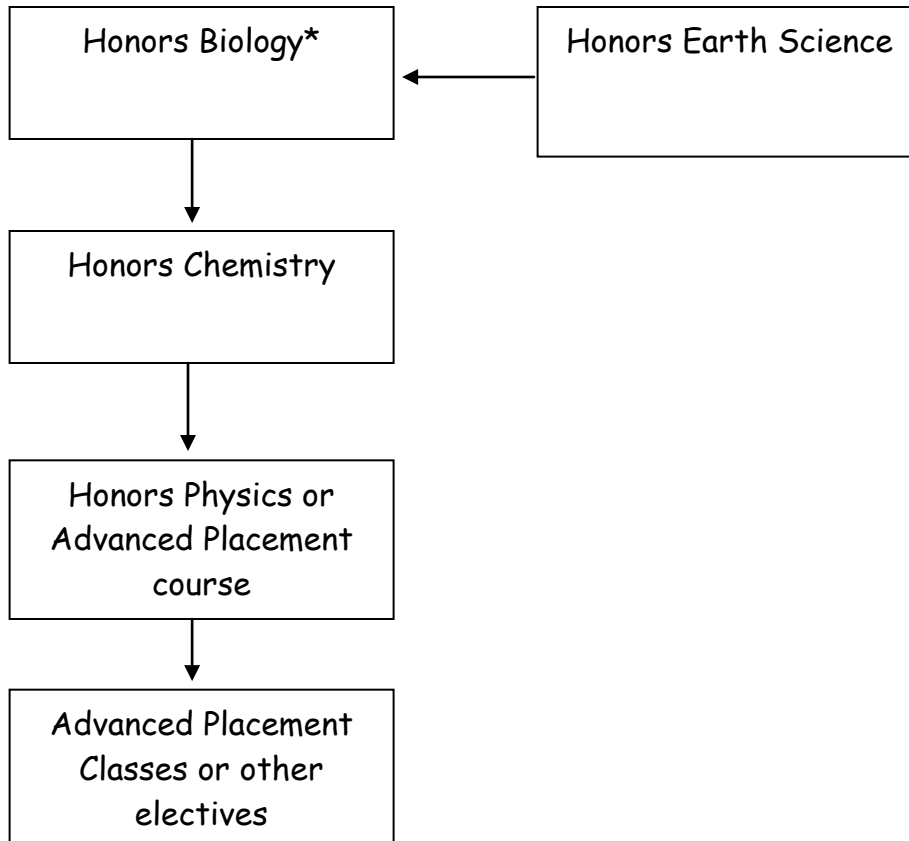 Honors Biology*
Honors Earth Science
Honors Chemistry
Honors Physics or
Advanced Placement
course
Advanced Placement
Classes or other
electives